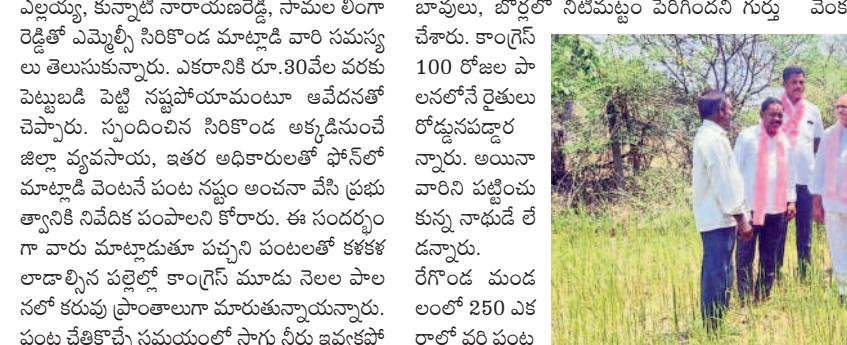 ఎల్లయ్య, కున్నాటి నారాయణరెడ్డి, సామల లింగా
రెడ్డితో ఎమ్మెల్సీ సిరికొండ మాట్లాడి వారి సమస్య
లు తెలుసుకున్నారు. ఎకరానికి రూ.30వేల వరకు
పెట్టుబడి పెట్టి నష్టపోయామంటూ ఆవేదనతో
చెప్పారు. స్పందించిన సిరికొండ అక్కడినుంచే
జిల్లా వ్యవసాయ, ఇతర అధికారులతో ఫోన్‌లో
మాట్లాడి వెంటనే పంట నష్టం అంచనా వేసి ప్రభు
త్వానికి నివేదిక పంపాలని కోరారు. ఈ సందర్భం
గా వారు మాట్లాడుతూ పచ్చని పంటలతో కళకళ
లాడాల్సిన పల్లెల్లో కాంగ్రెస్ మూడు నెలల పాల
నలో కరువు ప్రాంతాలుగా మారుతున్నాయన్నారు.
పంట చేతికొచ్చే సమయంలో సాగు నీరు ఇవ్వకపో
బావులు, బోర్లలో నీటిమట్టం పెరిగిందని గుర్తు
చేశారు. కాంగ్రెస్
100 రోజల పా
లనలోనే రైతులు
రోడ్డునపడ్డార
న్నారు. అయినా
వారిని పట్టించు
కున్న నాథుడే లే
డన్నారు.
రేగొండ మండ
లంలో 250 ఎక
రాల్లో వరి పంట
వెంక